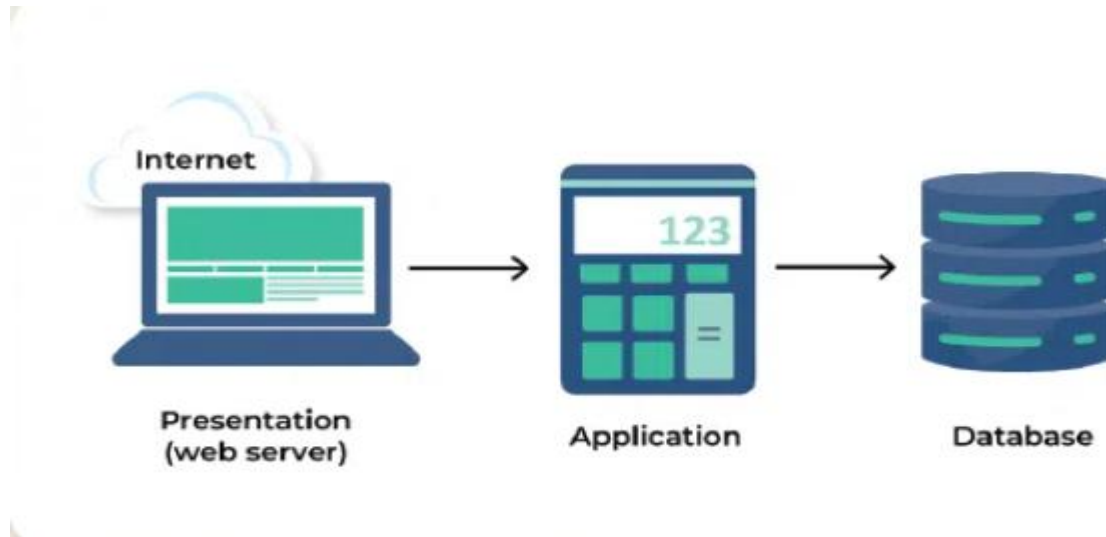 Internet
123
=
Presentation
(web server)
Application
Database